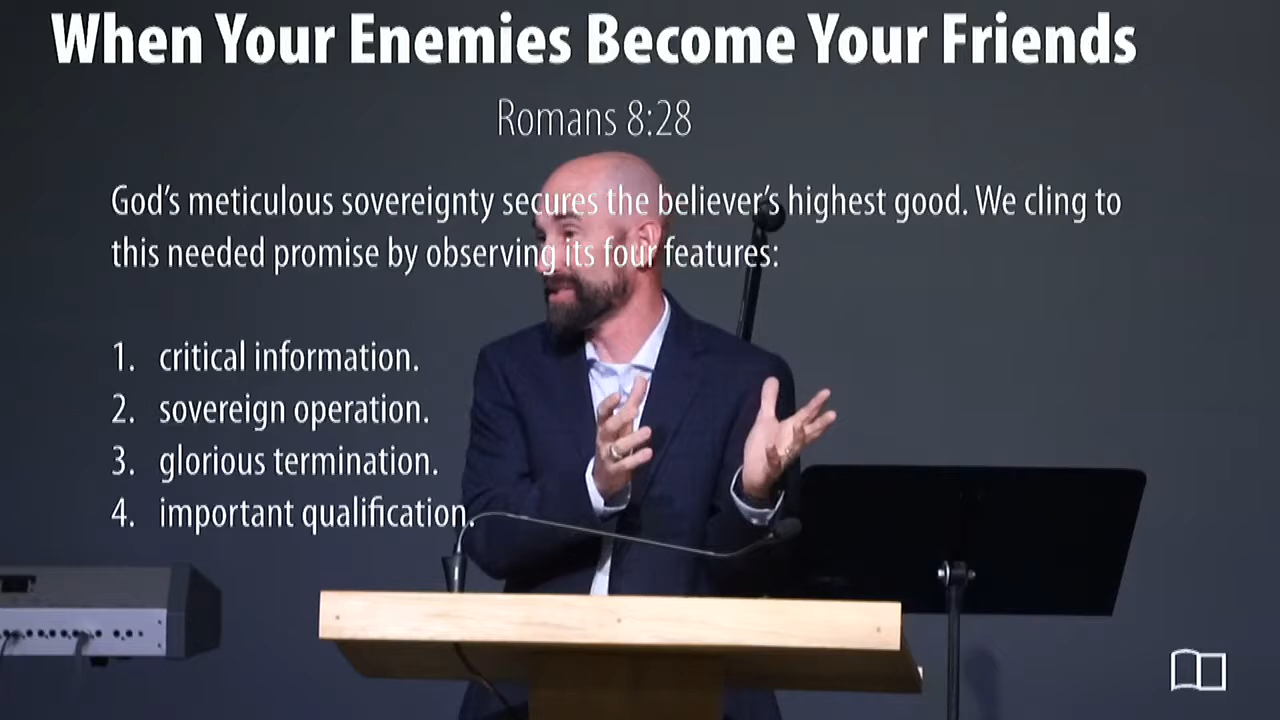 When Your Enemies Become Your Friends
Romans 8:28
God’s meticulous sovereignty secures the believer’s highest good. We cling to
this needed promise by observing its four features:
1. critical information.
2. sovereign operation.
3. glorious termination.
4. important qualification.